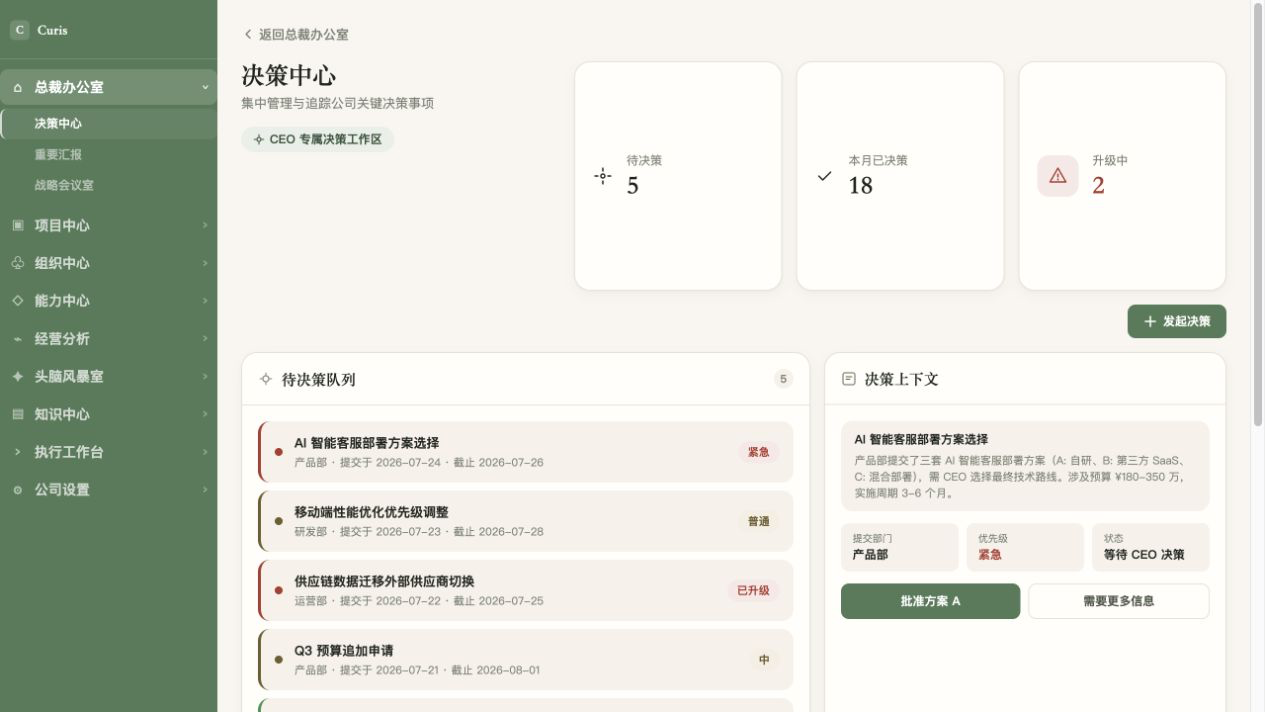 C Curis
总裁办公室
决策中心
重要汇报
战略会议室
项目中心
组织中心
能力中心
经营分析
头脑风暴室
知识中心
执行工作台
公司设置
返回总裁办公室
决策中心
集中管理与追踪公司关键决策事项
CEO 专属决策工作区
待决策
5
本月已决策
18
升级中
2
发起决策
待决策队列
5
AI 智能客服部署方案选择
产品部 · 提交于 2026-07-24 · 截止 2026-07-26
紧急
移动端性能优化优先级调整
研发部 · 提交于 2026-07-23 · 截止 2026-07-28
普通
供应链数据迁移外部供应商切换
运营部 · 提交于 2026-07-22 · 截止 2026-07-25
已升级
Q3 预算追加申请
产品部 · 提交于 2026-07-21 · 截止 2026-08-01
中
决策上下文
AI 智能客服部署方案选择
产品部提交了三套 AI 智能客服部署方案（A: 自研、B: 第三方 SaaS、
C: 混合部署），需 CEO 选择最终技术路线。涉及预算 ¥180-350 万，
实施周期 3-6 个月。
提交部门
产品部
优先级
紧急
状态
等待 CEO 决策
批准方案 A
需要更多信息